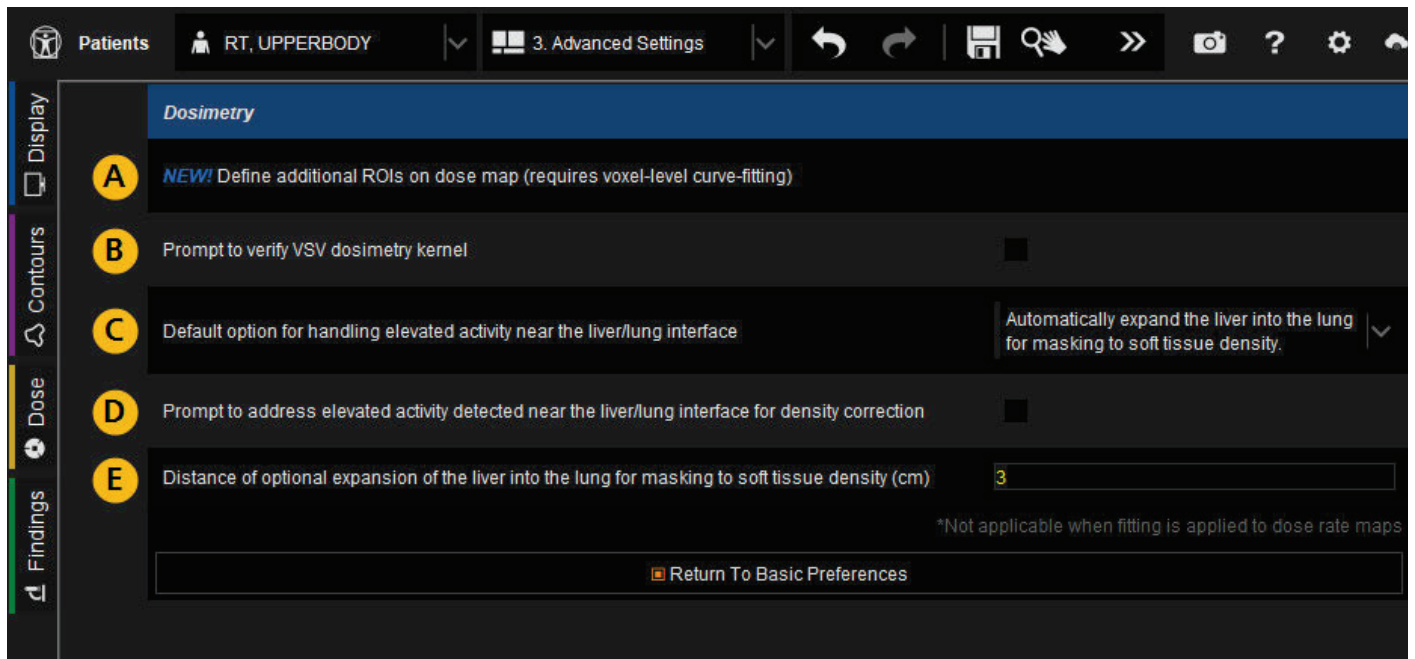 Patients
RT, UPPERBODY
3. Advanced Settings
?
Display
Contours
Dose
Findings
Dosimetry
A
NEW! Define additional ROIs on dose map (requires voxel-level curve-fitting)
B
Prompt to verify VSV dosimetry kernel
C
Default option for handling elevated activity near the liver/lung interface
Automatically expand the liver into the lung
for masking to soft tissue density.
D
Prompt to address elevated activity detected near the liver/lung interface for density correction
E
Distance of optional expansion of the liver into the lung for masking to soft tissue density (cm)
3
*Not applicable when fitting is applied to dose rate maps
Return To Basic Preferences